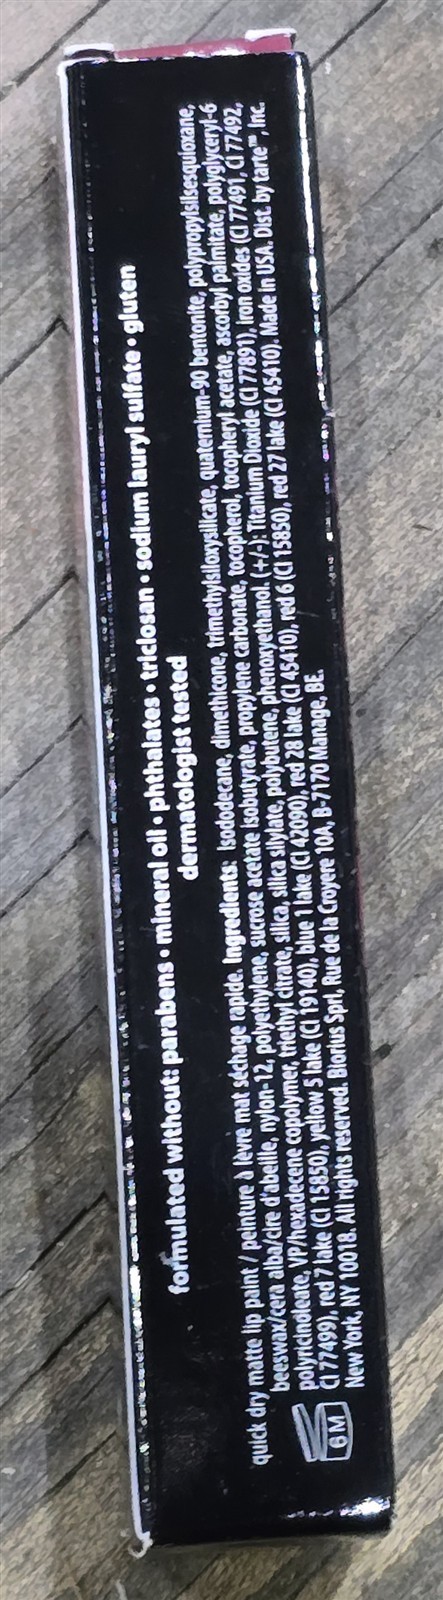 formulated without: parabens • mineral oil • phthalates • triclosan • sodium lauryl sulfate • gluten
dermatologist tested
quick dry matte lip paint / peinture à lèvre mat séchage rapide. Ingredients: isododecane, dimethicone, trimethylsiloxysilicate, quaternium-90 bentonite, polypropylsilsesquioxane,
beeswax/cera alba/cire d'abeille, nylon-12, polyethylene, sucrose acetate isobutyrate, propylene carbonate, tocopherol, tocopheryl acetate, ascorbyl palmitate, polyglyceryl-6
polyricinoleate, VP/hexadecene copolymer, triethyl citrate, silica, silica silylate, polybutene, phenoxyethanol. (+/-): Titanium Dioxide (CI 77891), iron oxides (CI 77491, CI 77492,
CI 77499), red 7 lake (CI 15850), yellow 5 lake (CI 19140), blue 1 lake (CI 42090), red 28 lake (CI 45410), red 6 (CI 15850), red 27 lake (CI 45410). Made in USA. Dist. by tarte™, Inc.
New York, NY 10018. All rights reserved. Biorius Sprl, Rue de la Croyere 10A, B-7170 Manage, BE.
6 M